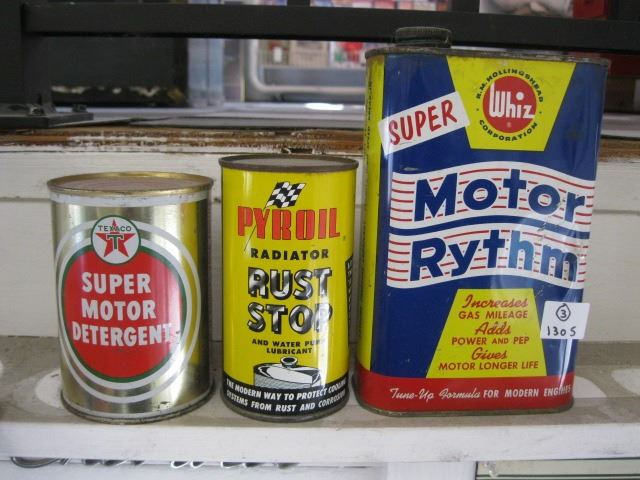 TEXACO
T
SUPER
MOTOR
DETERGENT
PYROIL
RADIATOR
RUST
STOP
AND WATER PUMP
LUBRICANT
THE MODERN WAY TO PROTECT COOLING
SYSTEMS FROM RUST AND CORROSION
R.M. HOLLINGSHEAD
Whiz
CORPORATION
SUPER
Motor
Rythm
Increases
GAS MILEAGE
Adds
POWER AND PEP
Gives
MOTOR LONGER LIFE
Tune-Up Formula FOR MODERN ENGINES
3
1305